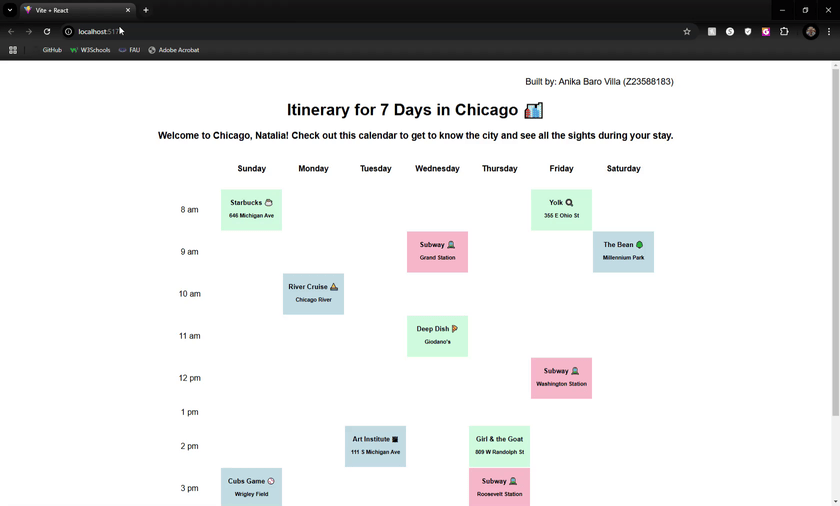 Vite + React
localhost:517
GitHub W3Schools FAU Adobe Acrobat
Built by: Anika Baro Villa (Z23588183)
Itinerary for 7 Days in Chicago
Welcome to Chicago, Natalia! Check out this calendar to get to know the city and see all the sights during your stay.
Sunday Monday Tuesday Wednesday Thursday Friday Saturday
8 am
Starbucks
646 Michigan Ave
Yolk
355 E Ohio St
9 am
Subway
Grand Station
The Bean
Millennium Park
10 am
River Cruise
Chicago River
11 am
Deep Dish
Giodano's
12 pm
Subway
Washington Station
1 pm
2 pm
Art Institute
111 S Michigan Ave
Girl & the Goat
809 W Randolph St
3 pm
Cubs Game
Wrigley Field
Subway
Roosevelt Station